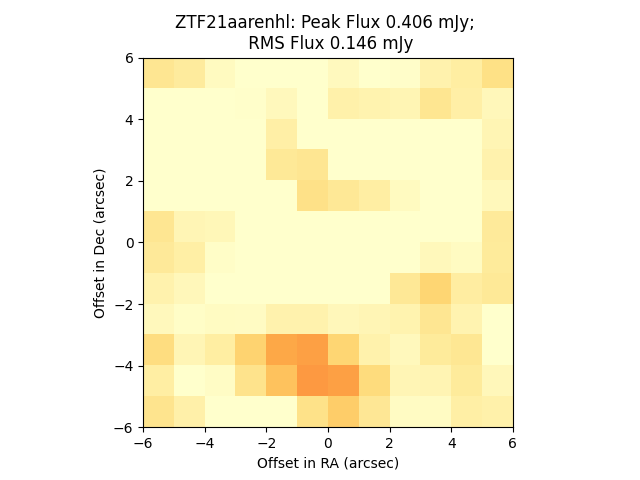 ZTF21aarenhl: Peak Flux 0.406 mJy;
RMS Flux 0.146 mJy
6
4
2
0
−2
−4
−6
Offset in Dec (arcsec)
−6 −4 −2 0 2 4 6
Offset in RA (arcsec)